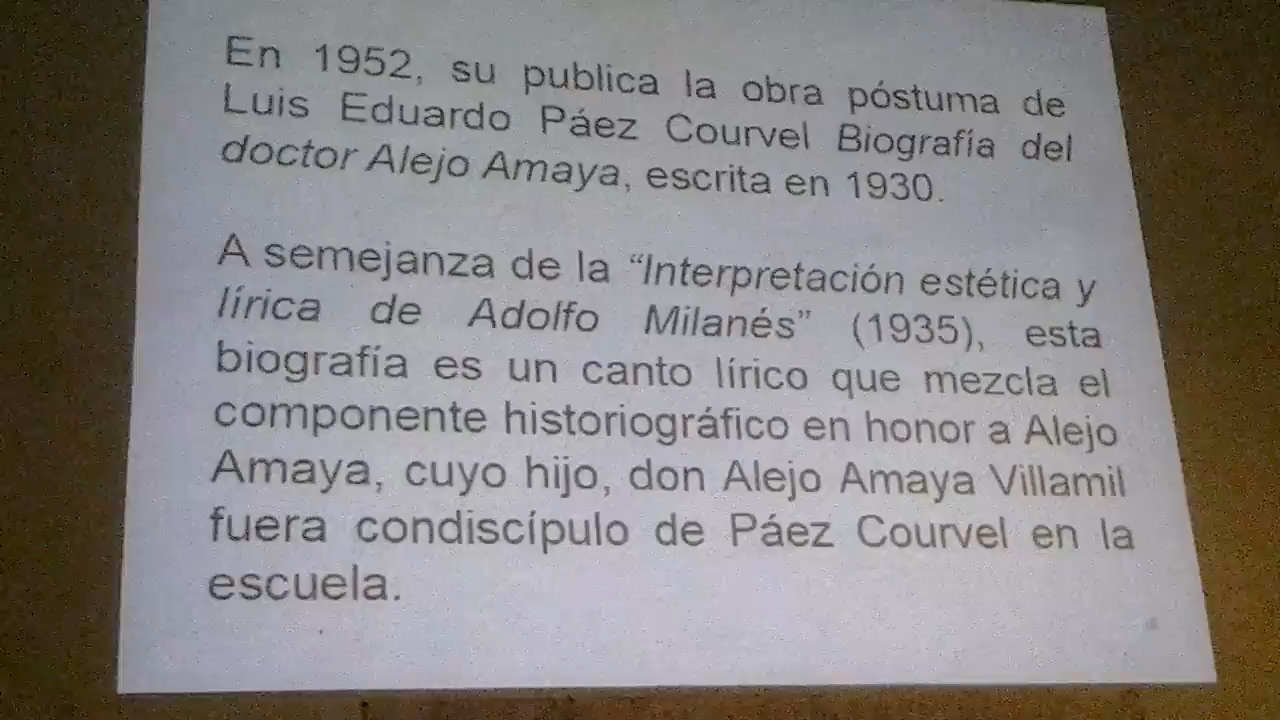 En 1952, su publica la obra póstuma de
Luis Eduardo Páez Courvel Biografía del
doctor Alejo Amaya, escrita en 1930.
A semejanza de la “Interpretación estética y
lírica de Adolfo Milanés” (1935), esta
biografía es un canto lírico que mezcla el
componente historiográfico en honor a Alejo
Amaya, cuyo hijo, don Alejo Amaya Villamil
fuera condiscípulo de Páez Courvel en la
escuela.